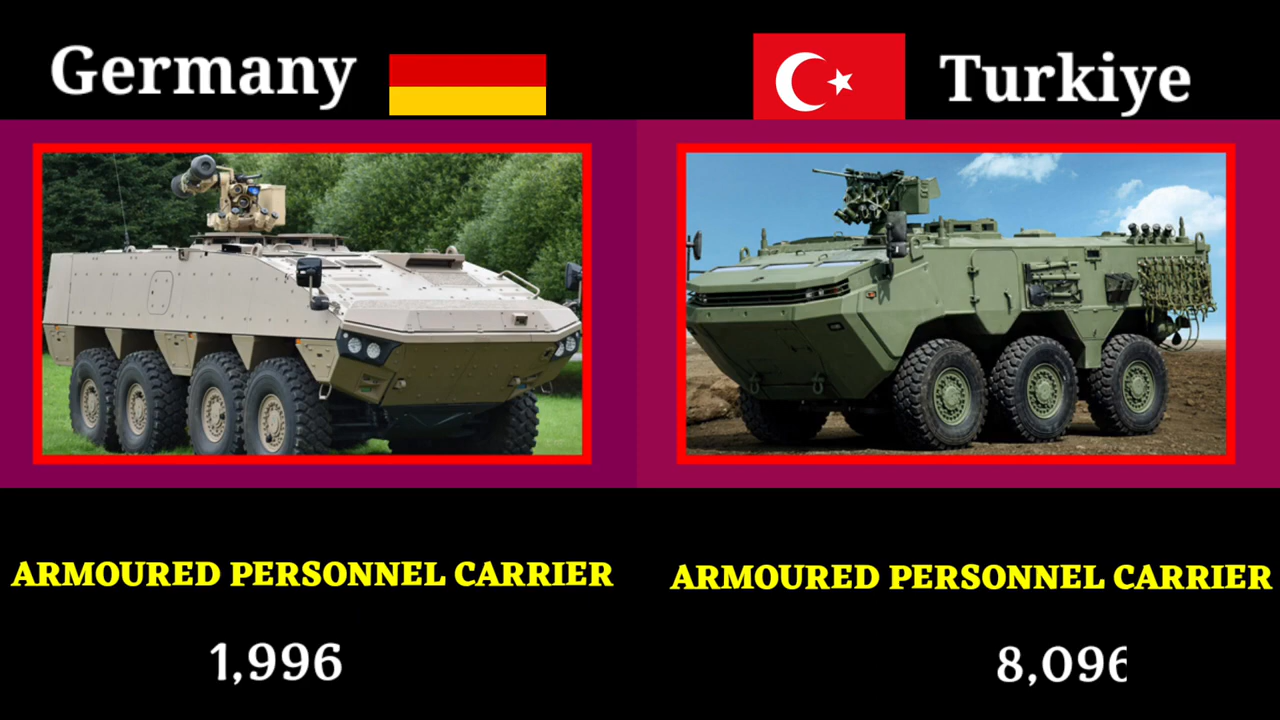 Germany
Turkiye
ARMOURED PERSONNEL CARRIER
ARMOURED PERSONNEL CARRIER
1,996
8,096